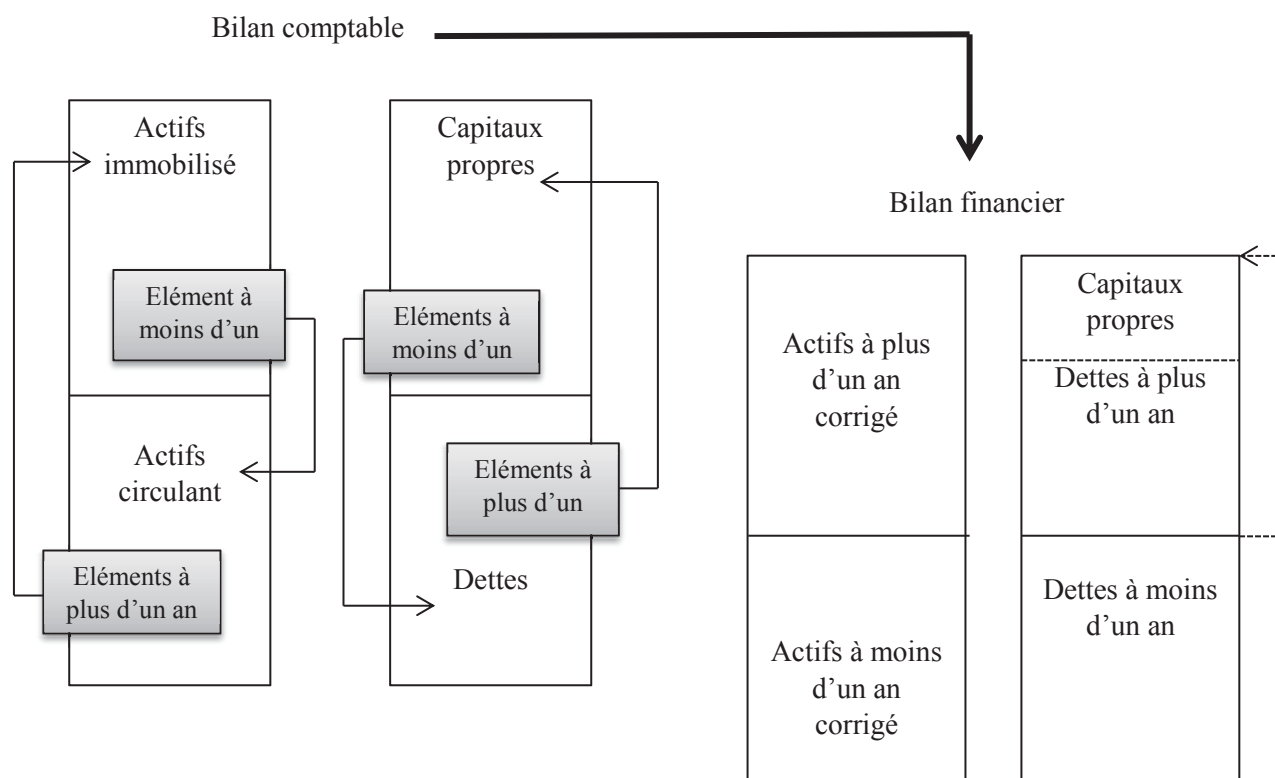 Bilan comptable
Actifs
immobilisé
Elément à
moins d’un
Actifs
circulant
Eléments à
plus d’un an
Capitaux
propres
Eléments à
moins d’un
Eléments à
plus d’un
Dettes
Bilan financier
Actifs à plus
d’un an
corrigé
Actifs à moins
d’un an
corrigé
Capitaux
propres
Dettes à plus
d’un an
Dettes à moins
d’un an